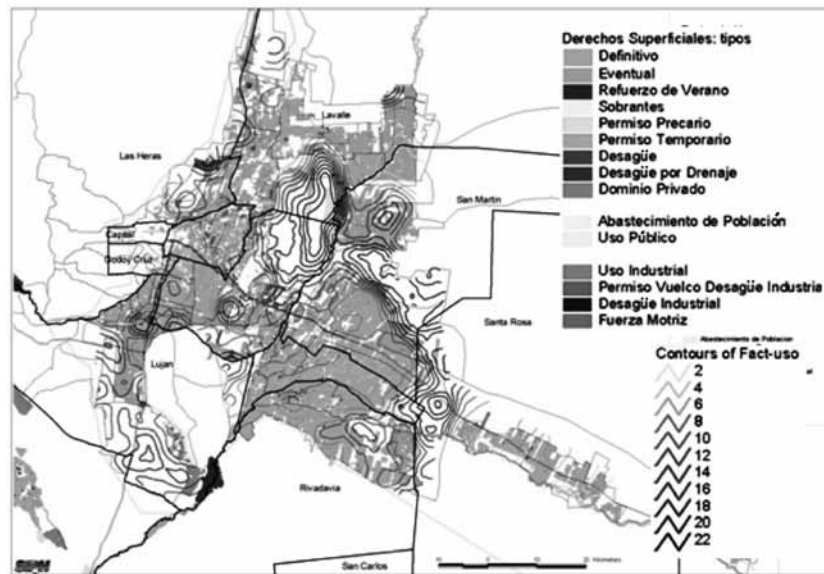 Derechos Superficiales: tipos
Definitivo
Eventual
Refuerzo de Verano
Sobrantes
Permiso Precario
Permiso Temporario
Desagüe
Desagüe por Drenaje
Dominio Privado
Abastecimiento de Población
Uso Público
Uso Industrial
Permiso Vuelco Desagüe Industria
Desagüe Industrial
Fuerza Motriz
Abastecimiento de Poblacion
Contours of Fact-uso
2
4
6
8
10
12
14
16
18
20
22
Lavalle
Las Heras
San Martin
Capital
Godoy Cruz
Santa Rosa
Lujan
Rivadavia
San Carlos